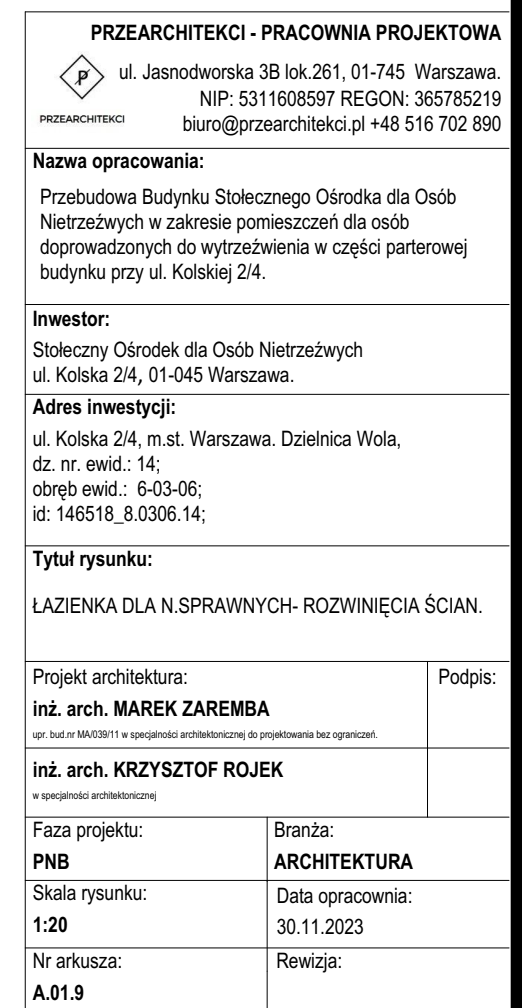 PRZEARCHITEKCI - PRACOWNIA PROJEKTOWA
ul. Jasnodworska 3B lok.261, 01-745 Warszawa.
NIP: 5311608597 REGON: 365785219
PRZEARCHITEKCI
biuro@przearchitekci.pl +48 516 702 890
Nazwa opracowania:
Przebudowa Budynku Stołecznego Ośrodka dla Osób
Nietrzeźwych w zakresie pomieszczeń dla osób
doprowadzonych do wytrzeźwienia w części parterowej
budynku przy ul. Kolskiej 2/4.
Inwestor:
Stołeczny Ośrodek dla Osób Nietrzeźwych
ul. Kolska 2/4, 01-045 Warszawa.
Adres inwestycji:
ul. Kolska 2/4, m.st. Warszawa. Dzielnica Wola,
dz. nr. ewid.: 14;
obręb ewid.: 6-03-06;
id: 146518_8.0306.14;
Tytuł rysunku:
ŁAZIENKA DLA N.SPRAWNYCH- ROZWINIĘCIA ŚCIAN.
Projekt architektura: Podpis:
inż. arch. MAREK ZAREMBA
upr. bud.nr MA/039/11 w specjalności architektonicznej do projektowania bez ograniczeń.
inż. arch. KRZYSZTOF ROJEK
w specjalności architektonicznej
Faza projektu: Branża:
PNB ARCHITEKTURA
Skala rysunku: Data opracownia:
1:20 30.11.2023
Nr arkusza: Rewizja:
A.01.9